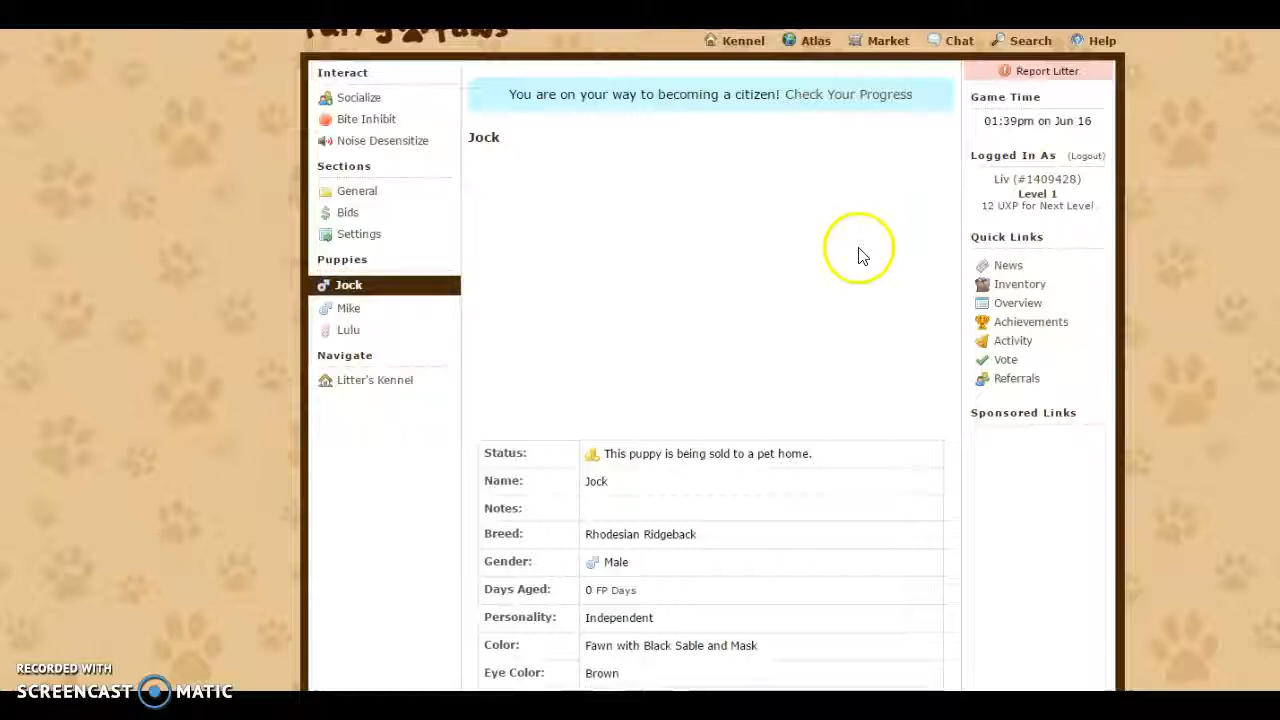 Furry Paws
Kennel
Atlas
Market
Chat
Search
Help
Interact
Socialize
Bite Inhibit
Noise Desensitize
Sections
General
Bids
Settings
Puppies
Jock
Mike
Lulu
Navigate
Litter's Kennel
You are on your way to becoming a citizen! Check Your Progress
Jock
Status: This puppy is being sold to a pet home.
Name: Jock
Notes:
Breed: Rhodesian Ridgeback
Gender: Male
Days Aged: 0 FP Days
Personality: Independent
Color: Fawn with Black Sable and Mask
Eye Color: Brown
Report Litter
Game Time
01:39pm on Jun 16
Logged In As (Logout)
Liv (#1409428)
Level 1
12 UXP for Next Level
Quick Links
News
Inventory
Overview
Achievements
Activity
Vote
Referrals
Sponsored Links
RECORDED WITH
SCREENCAST MATIC